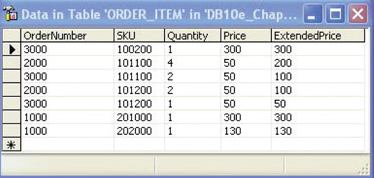 Data in Table 'ORDER_ITEM' in 'DB10e_Chap...
OrderNumber SKU Quantity Price ExtendedPrice
3000 100200 1 300 300
2000 101100 4 50 200
3000 101100 2 50 100
2000 101200 2 50 100
3000 101200 1 50 50
1000 201000 1 300 300
1000 202000 1 130 130